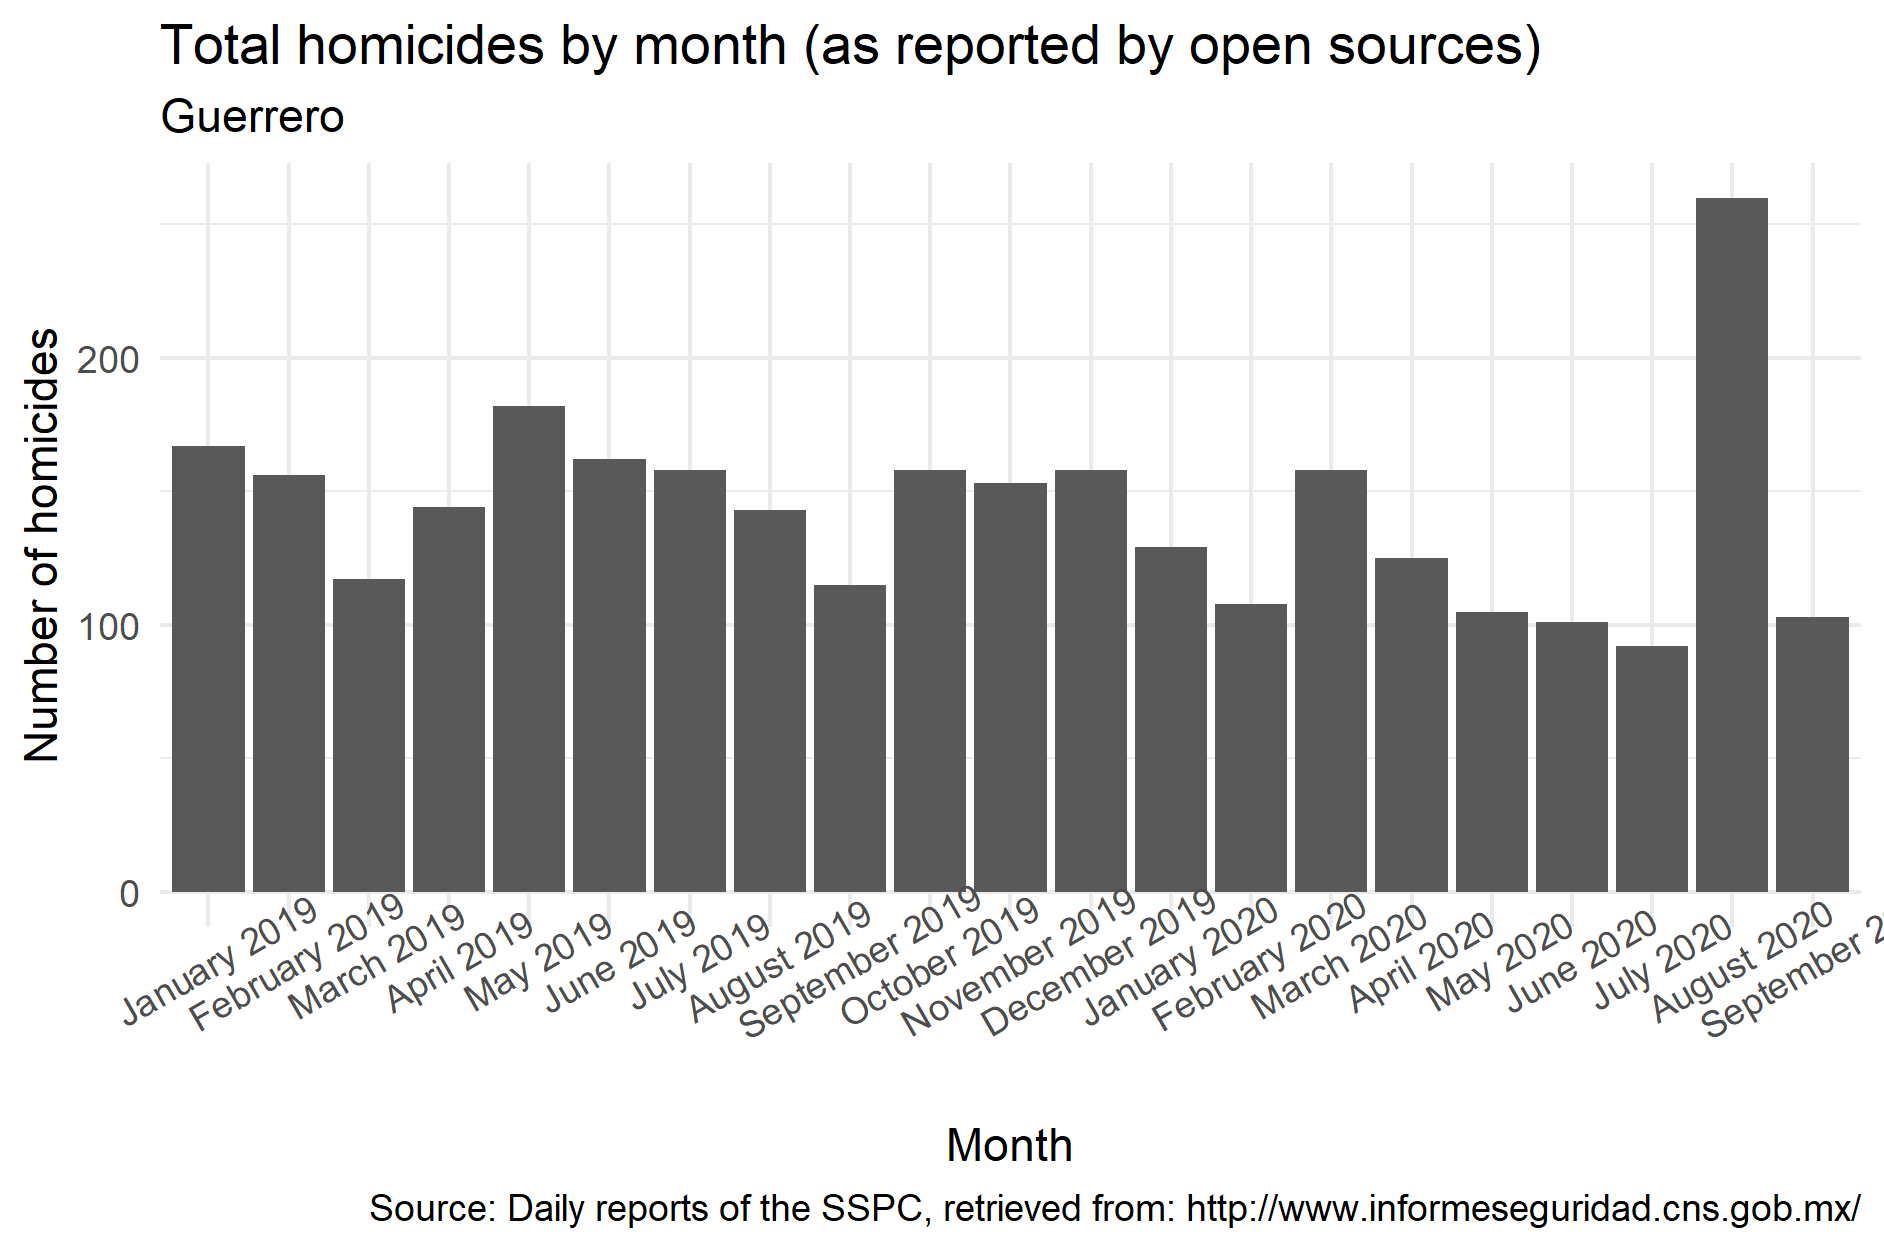 Total homicides by month (as reported by open sources)
Guerrero
Number of homicides
200
100
0
January 2019
February 2019
March 2019
April 2019
May 2019
June 2019
July 2019
August 2019
September 2019
October 2019
November 2019
December 2019
January 2020
February 2020
March 2020
April 2020
May 2020
June 2020
July 2020
August 2020
September 2
Month
Source: Daily reports of the SSPC, retrieved from: http://www.informeseguridad.cns.gob.mx/